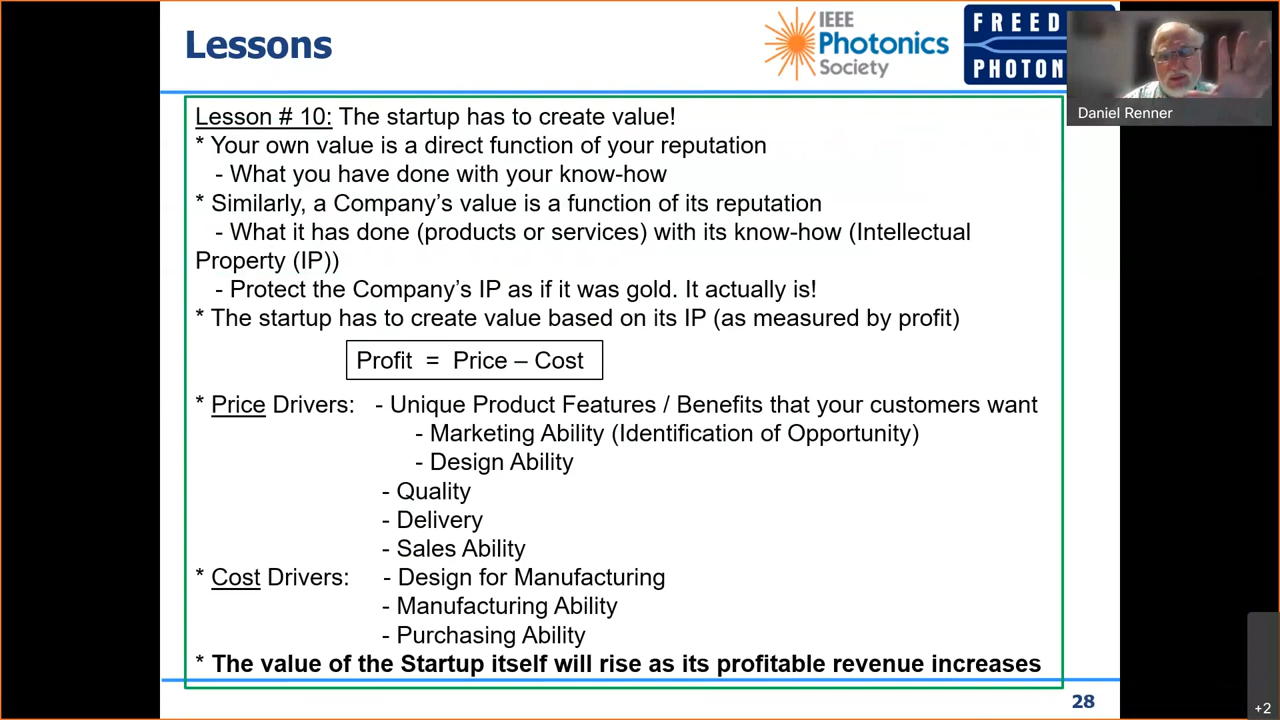 Lessons
IEEE
Photonics
Society
FREED
PHOTON
Daniel Renner
Lesson # 10: The startup has to create value!
* Your own value is a direct function of your reputation
- What you have done with your know-how
* Similarly, a Company’s value is a function of its reputation
- What it has done (products or services) with its know-how (Intellectual
Property (IP))
- Protect the Company’s IP as if it was gold. It actually is!
* The startup has to create value based on its IP (as measured by profit)
Profit = Price – Cost
* Price Drivers: - Unique Product Features / Benefits that your customers want
- Marketing Ability (Identification of Opportunity)
- Design Ability
- Quality
- Delivery
- Sales Ability
* Cost Drivers: - Design for Manufacturing
- Manufacturing Ability
- Purchasing Ability
* The value of the Startup itself will rise as its profitable revenue increases
28
+2